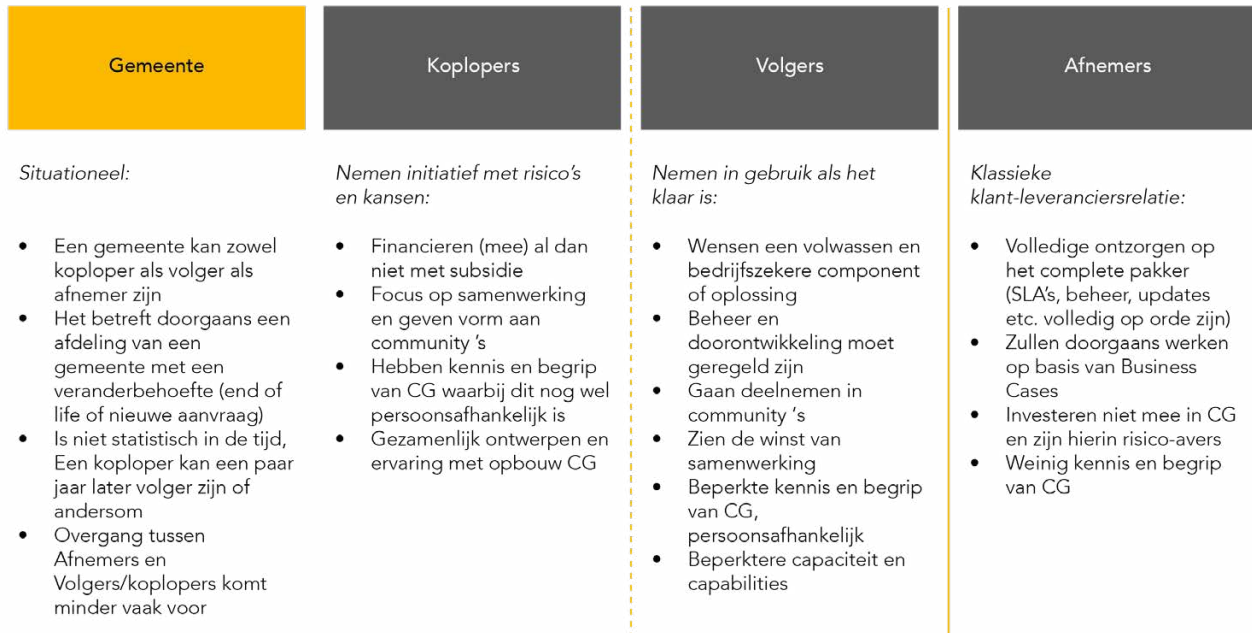 Gemeente
Situationeel:
• Een gemeente kan zowel
koploper als volger als
afnemer zijn
• Het betreft doorgaans een
afdeling van een
gemeente met een
veranderbehoefte (end of
life of nieuwe aanvraag)
• Is niet statistisch in de tijd,
Een koploper kan een paar
jaar later volger zijn of
andersom
• Overgang tussen
Afnemers en
Volgers/koplopers komt
minder vaak voor
Koplopers
Nemen initiatief met risico’s
en kansen:
• Financieren (mee) al dan
niet met subsidie
• Focus op samenwerking
en geven vorm aan
community ’s
• Hebben kennis en begrip
van CG waarbij dit nog wel
persoonsafhankelijk is
• Gezamenlijk ontwerpen en
ervaring met opbouw CG
Volgers
Nemen in gebruik als het
klaar is:
• Wensen een volwassen en
bedrijfszekere component
of oplossing
• Beheer en
doorontwikkeling moet
geregeld zijn
• Gaan deelnemen in
community ’s
• Zien de winst van
samenwerking
• Beperkte kennis en begrip
van CG,
persoonsafhankelijk
• Beperktere capaciteit en
capabilities
Afnemers
Klassieke
klant-leveranciersrelatie:
• Volledige ontzorgen op
het complete pakker
(SLA’s, beheer, updates
etc. volledig op orde zijn)
• Zullen doorgaans werken
op basis van Business
Cases
• Investeren niet mee in CG
en zijn hierin risico-avers
• Weinig kennis en begrip
van CG